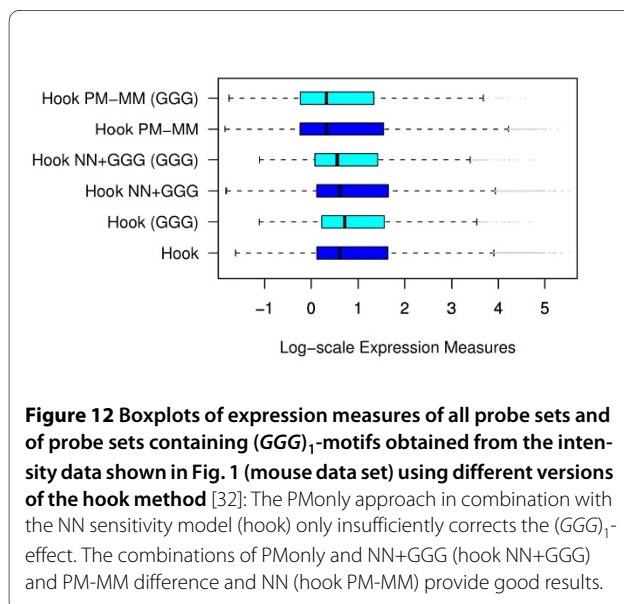 Hook PM−MM (GGG)
Hook PM−MM
Hook NN+GGG (GGG)
Hook NN+GGG
Hook (GGG)
Hook
−1 0 1 2 3 4 5
Log−scale Expression Measures
Figure 12 Boxplots of expression measures of all probe sets and
of probe sets containing (GGG)₁-motifs obtained from the inten-
sity data shown in Fig. 1 (mouse data set) using different versions
of the hook method [32]: The PMonly approach in combination with
the NN sensitivity model (hook) only insufficiently corrects the (GGG)₁-
effect. The combinations of PMonly and NN+GGG (hook NN+GGG)
and PM-MM difference and NN (hook PM-MM) provide good results.